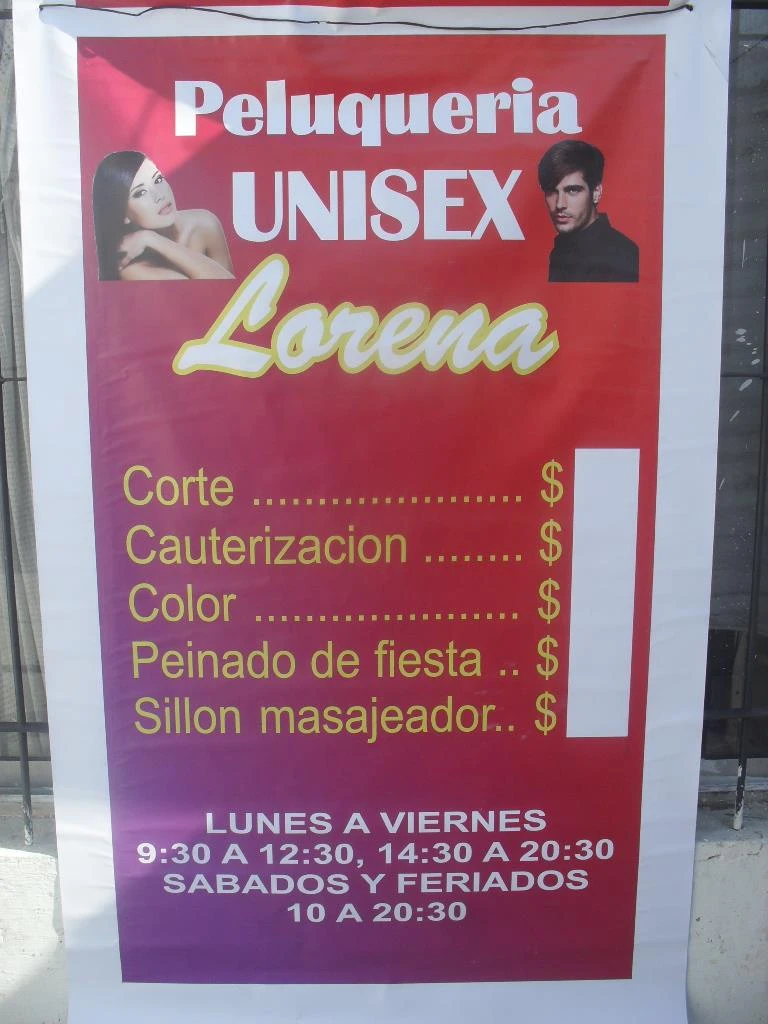 Peluqueria
UNISEX
Lorena
Corte ..................... $
Cauterizacion ........ $
Color ..................... $
Peinado de fiesta .. $
Sillon masajeador.. $
LUNES A VIERNES
9:30 A 12:30, 14:30 A 20:30
SABADOS Y FERIADOS
10 A 20:30